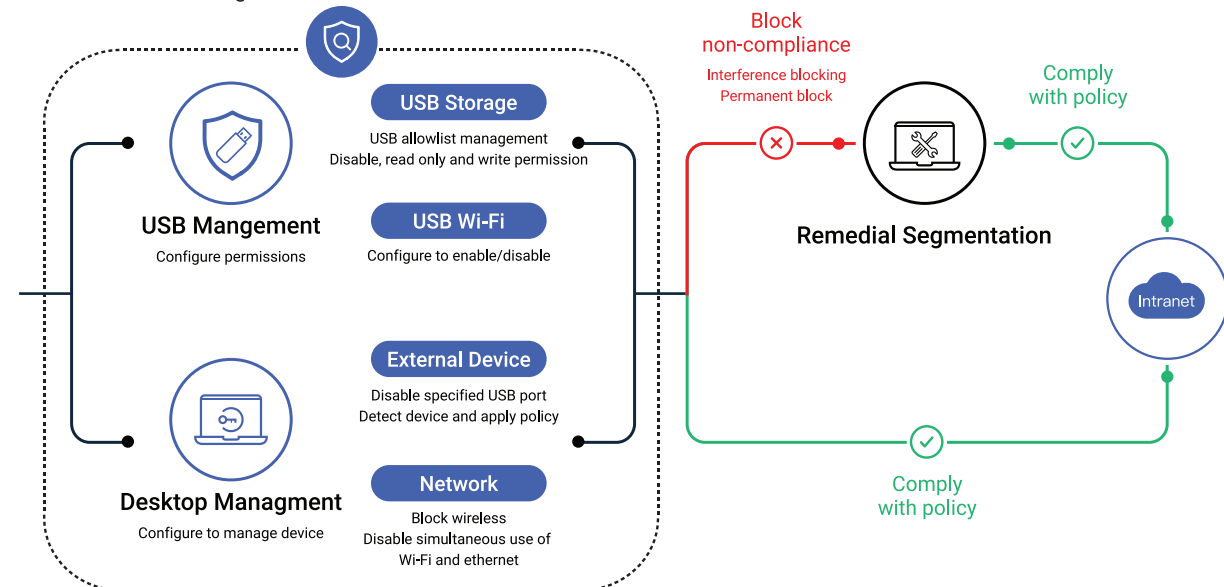 USB Mangement
Configure permissions
Desktop Managment
Configure to manage device
USB Storage
USB allowlist management
Disable, read only and write permission
USB Wi-Fi
Configure to enable/disable
External Device
Disable specified USB port
Detect device and apply policy
Network
Block wireless
Disable simultaneous use of
Wi-Fi and ethernet
Block
non-compliance
Interference blocking
Permanent block
Remedial Segmentation
Comply
with policy
Intranet
Comply
with policy